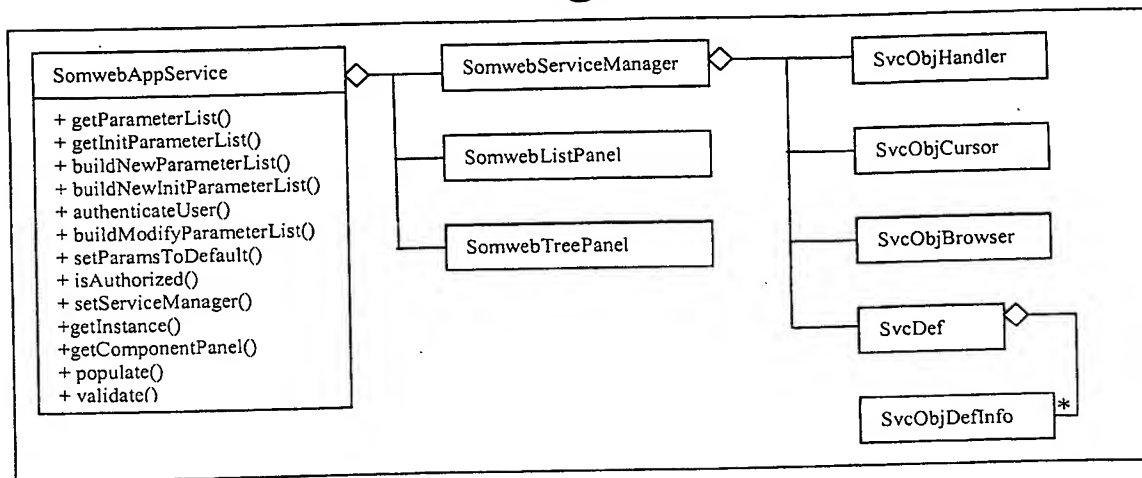 SomwebAppService
+ getParameterList()
+ getInitParameterList()
+ buildNewParameterList()
+ buildNewInitParameterList()
+ authenticateUser()
+ buildModifyParameterList()
+ setParamsToDefault()
+ isAuthorized()
+ setServiceManager()
+getInstance()
+getComponentPanel()
+ populate()
+ validate()
SomwebServiceManager
SomwebListPanel
SomwebTreePanel
SvcObjHandler
SvcObjCursor
SvcObjBrowser
SvcDef
*
SvcObjDefInfo